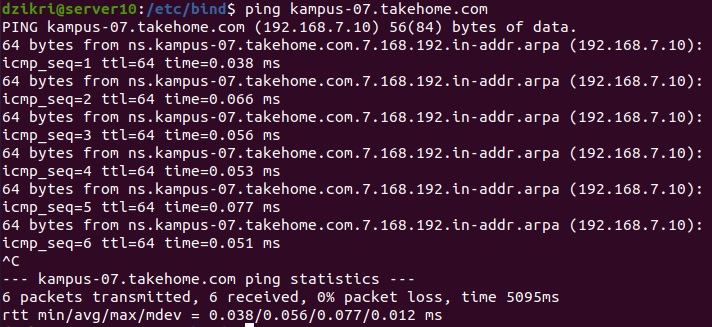 dzikri@server10:/etc/bind$ ping kampus-07.takehome.com
PING kampus-07.takehome.com (192.168.7.10) 56(84) bytes of data.
64 bytes from ns.kampus-07.takehome.com.7.168.192.in-addr.arpa (192.168.7.10):
icmp_seq=1 ttl=64 time=0.038 ms
64 bytes from ns.kampus-07.takehome.com.7.168.192.in-addr.arpa (192.168.7.10):
icmp_seq=2 ttl=64 time=0.066 ms
64 bytes from ns.kampus-07.takehome.com.7.168.192.in-addr.arpa (192.168.7.10):
icmp_seq=3 ttl=64 time=0.056 ms
64 bytes from ns.kampus-07.takehome.com.7.168.192.in-addr.arpa (192.168.7.10):
icmp_seq=4 ttl=64 time=0.053 ms
64 bytes from ns.kampus-07.takehome.com.7.168.192.in-addr.arpa (192.168.7.10):
icmp_seq=5 ttl=64 time=0.077 ms
64 bytes from ns.kampus-07.takehome.com.7.168.192.in-addr.arpa (192.168.7.10):
icmp_seq=6 ttl=64 time=0.051 ms
^C
--- kampus-07.takehome.com ping statistics ---
6 packets transmitted, 6 received, 0% packet loss, time 5095ms
rtt min/avg/max/mdev = 0.038/0.056/0.077/0.012 ms